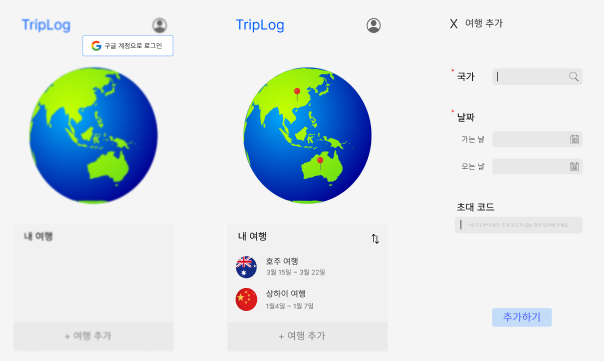 TripLog
구글 계정으로 로그인
내 여행
+ 여행 추가
TripLog
내 여행
호주 여행
3월 15일 ~ 3월 22일
상하이 여행
1월4일 ~ 1월 7일
+ 여행 추가
X 여행 추가
* 국가
* 날짜
가는 날
오는 날
초대 코드
추가하기